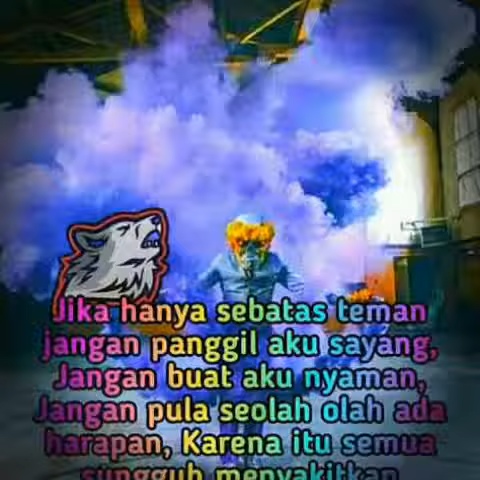 Jika hanya sebatas teman
jangan panggil aku sayang,
Jangan buat aku nyaman,
Jangan pula seolah olah ada
harapan, Karena itu semua
sungguh menyakitkan